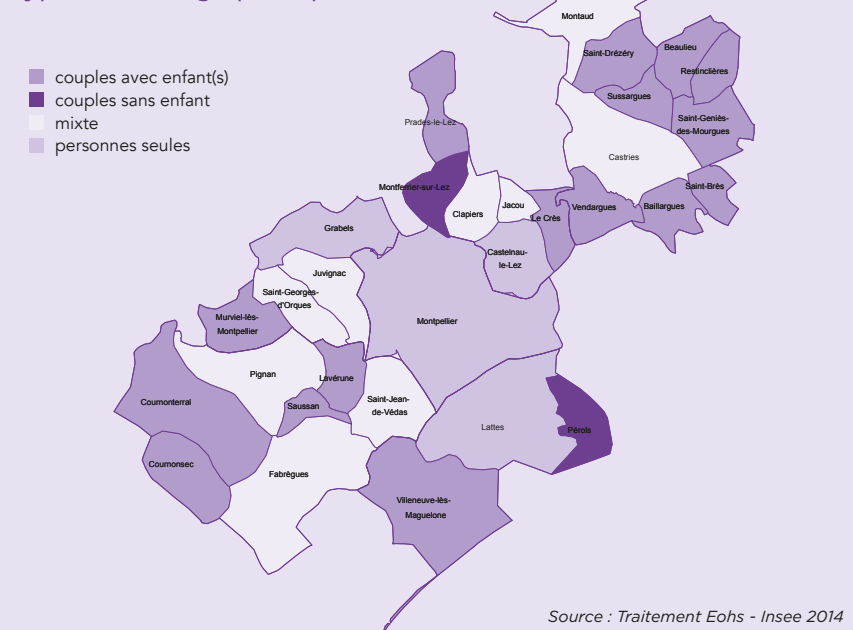 couples avec enfant(s)
couples sans enfant
mixte
personnes seules
Montaud
Saint-Drézéry
Beaulieu
Restinclières
Sussargues
Saint-Geniès-
des-Mourgues
Prades-le-Lez
Castries
Montferrier-sur-Lez
Saint-Brès
Clapiers
Jacou
Le Crès
Vendargues
Baillargues
Grabels
Castelnau-
le-Lez
Juvignac
Saint-Georges-
d'Orques
Murviel-lès-
Montpellier
Montpellier
Pignan
Lavérune
Cournonterral
Saussan
Saint-Jean-
de-Védas
Lattes
Pérols
Cournonsec
Fabrègues
Villeneuve-lès-
Maguelone
Source : Traitement Eohs - Insee 2014